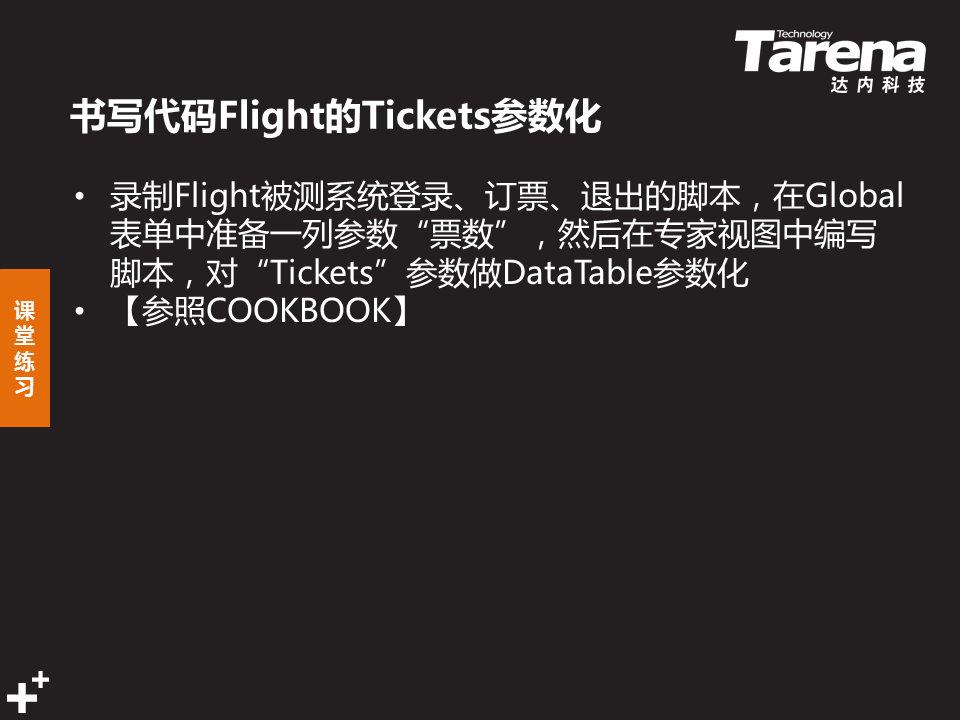 Technology
Tarena
达内科技
书写代码Flight的Tickets参数化
• 录制Flight被测系统登录、订票、退出的脚本，在Global
表单中准备一列参数“票数”，然后在专家视图中编写
脚本，对“Tickets”参数做DataTable参数化
• 【参照COOKBOOK】
课
堂
练
习